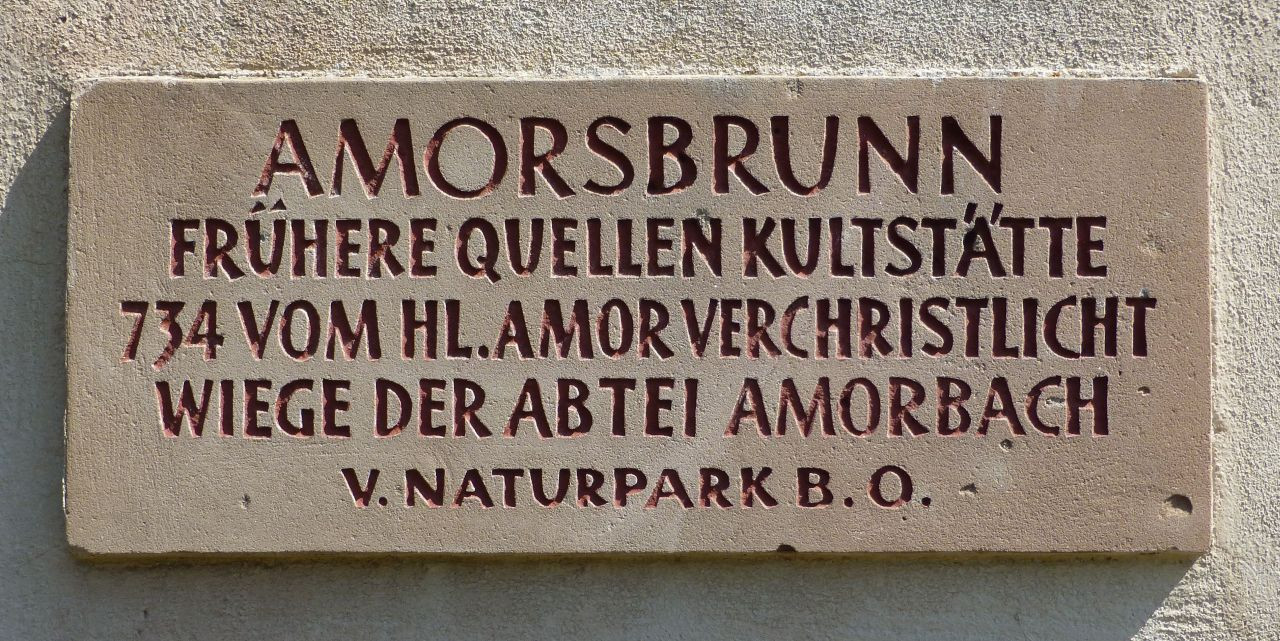 AMORSBRUNN
FRÜHERE QUELLEN KULTSTÄTTE
734 VOM HL. AMOR VERCHRISTLICHT
WIEGE DER ABTEI AMORBACH
V. NATURPARK B. O.